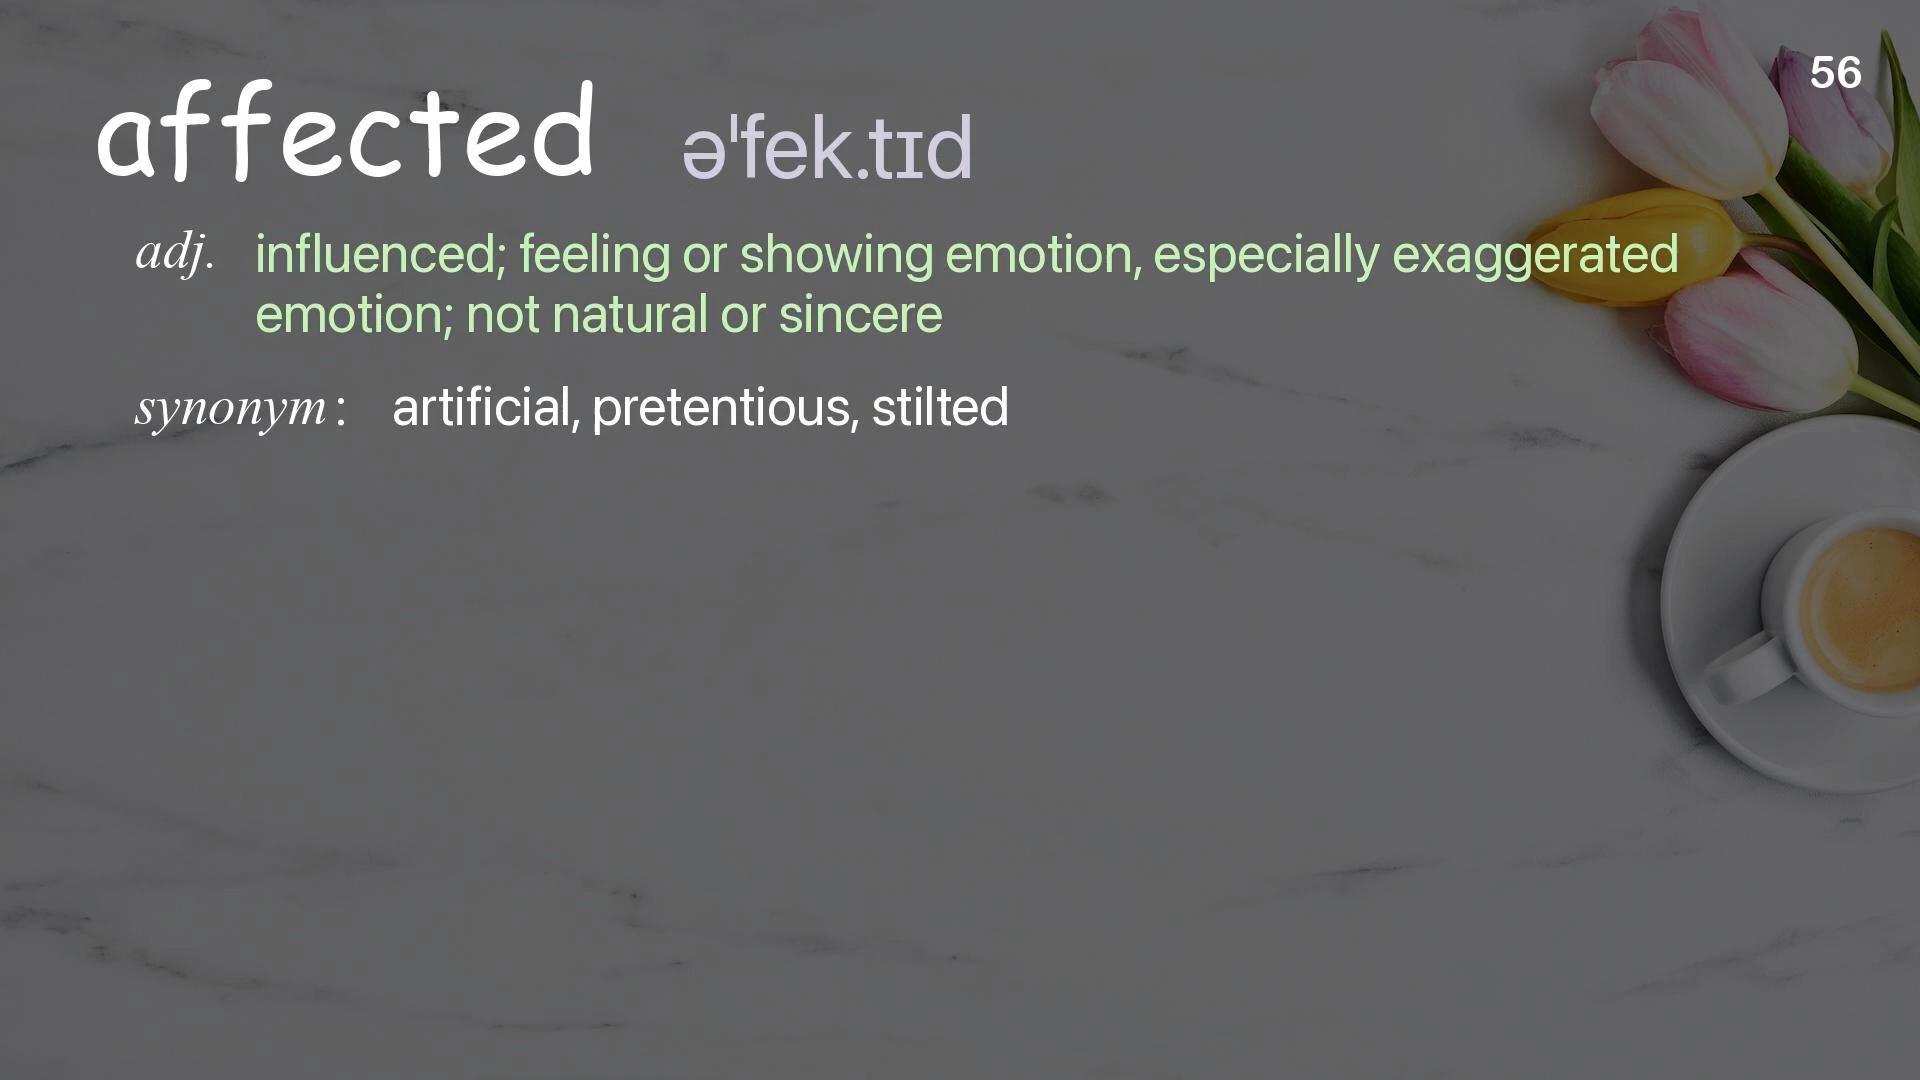 56
affected əˈfek.tɪd
adj. influenced; feeling or showing emotion, especially exaggerated
emotion; not natural or sincere
synonym: artificial, pretentious, stilted